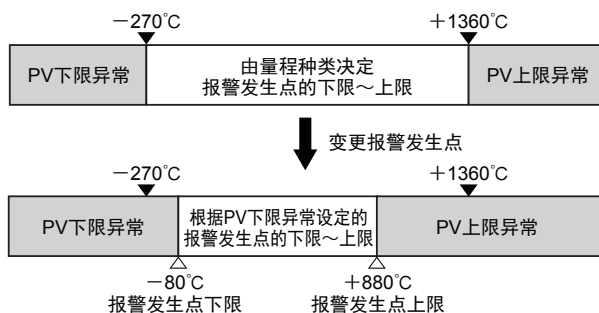 －270℃ ＋1360℃
PV下限异常 由量程种类决定 PV上限异常
报警发生点的下限～上限
变更报警发生点
－270℃ ＋1360℃
PV下限异常 根据PV下限异常设定的 PV上限异常
报警发生点的下限～上限
－80℃ ＋880℃
报警发生点下限 报警发生点上限